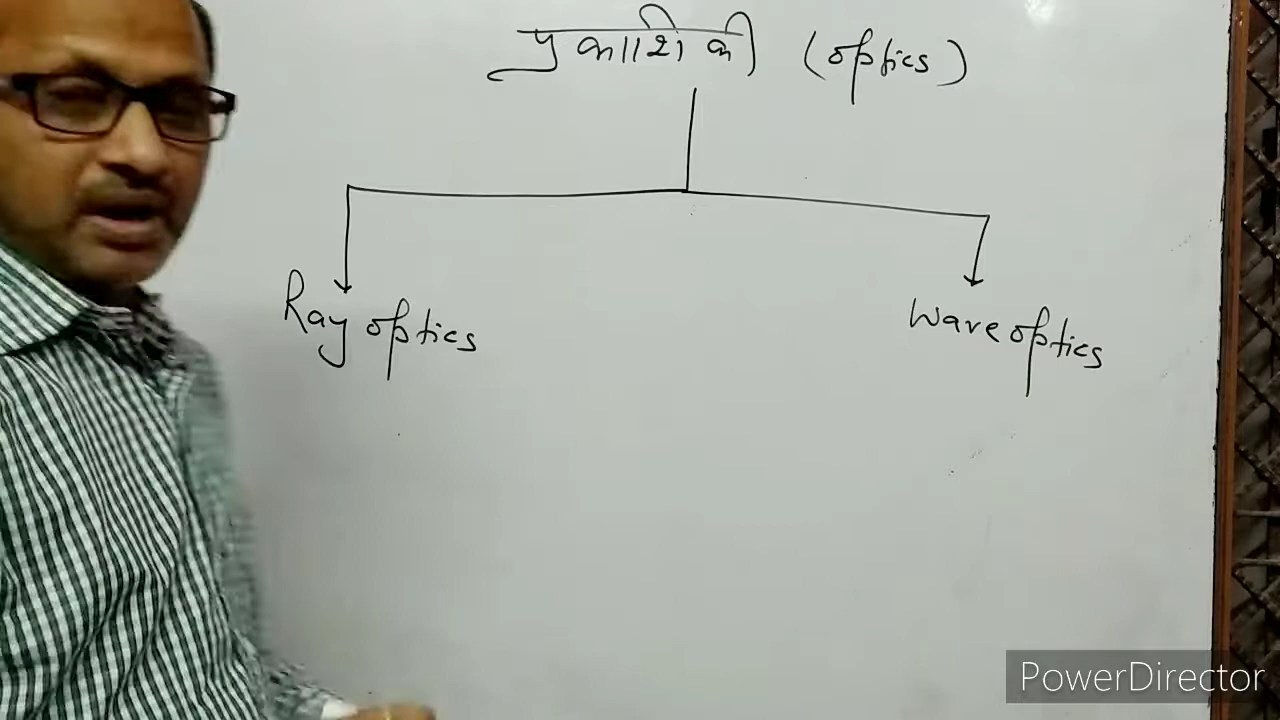 प्रकाशिकी (optics)
Ray optics
Wave optics
PowerDirector